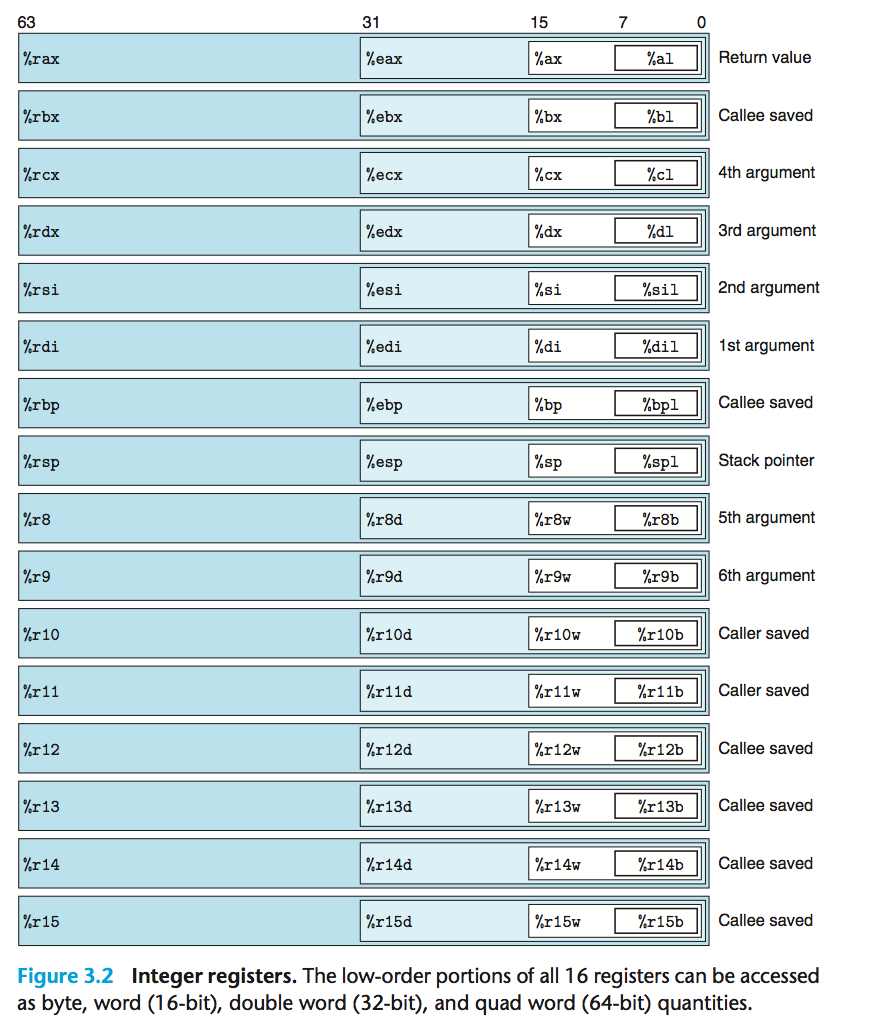 63 31 15 7 0
%rax %eax %ax %al Return value
%rbx %ebx %bx %bl Callee saved
%rcx %ecx %cx %cl 4th argument
%rdx %edx %dx %dl 3rd argument
%rsi %esi %si %sil 2nd argument
%rdi %edi %di %dil 1st argument
%rbp %ebp %bp %bpl Callee saved
%rsp %esp %sp %spl Stack pointer
%r8 %r8d %r8w %r8b 5th argument
%r9 %r9d %r9w %r9b 6th argument
%r10 %r10d %r10w %r10b Caller saved
%r11 %r11d %r11w %r11b Caller saved
%r12 %r12d %r12w %r12b Callee saved
%r13 %r13d %r13w %r13b Callee saved
%r14 %r14d %r14w %r14b Callee saved
%r15 %r15d %r15w %r15b Callee saved
Figure 3.2 Integer registers. The low-order portions of all 16 registers can be accessed
as byte, word (16-bit), double word (32-bit), and quad word (64-bit) quantities.